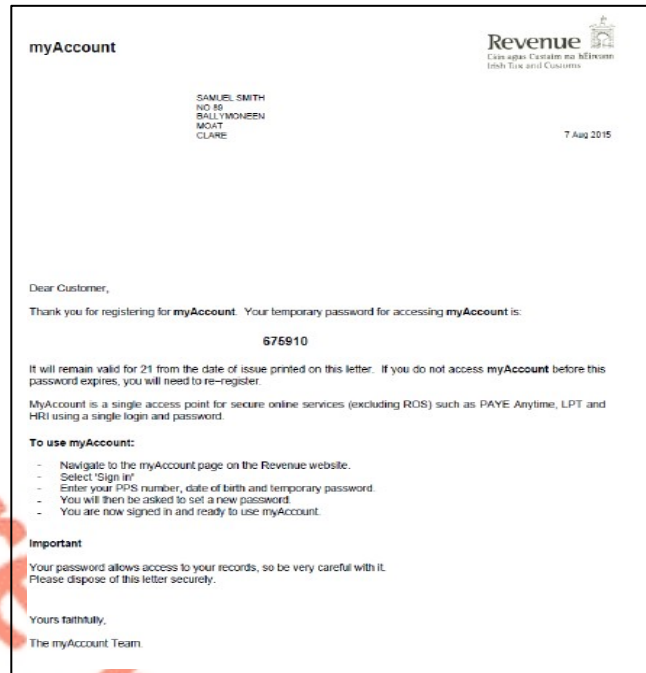 myAccount
Revenue
Cáin agus Custaim na hÉireann
Irish Tax and Customs
SAMUEL SMITH
NO 89
BALLYMONEEN
MOAT
CLARE
7 Aug 2015
Dear Customer,
Thank you for registering for myAccount. Your temporary password for accessing myAccount is:
675910
It will remain valid for 21 from the date of issue printed on this letter. If you do not access myAccount before this
password expires, you will need to re-register.
MyAccount is a single access point for secure online services (excluding ROS) such as PAYE Anytime, LPT and
HRI using a single login and password.
To use myAccount:
- Navigate to the myAccount page on the Revenue website.
- Select 'Sign in'
- Enter your PPS number, date of birth and temporary password.
- You will then be asked to set a new password.
- You are now signed in and ready to use myAccount.
Important
Your password allows access to your records, so be very careful with it.
Please dispose of this letter securely.
Yours faithfully,
The myAccount Team.